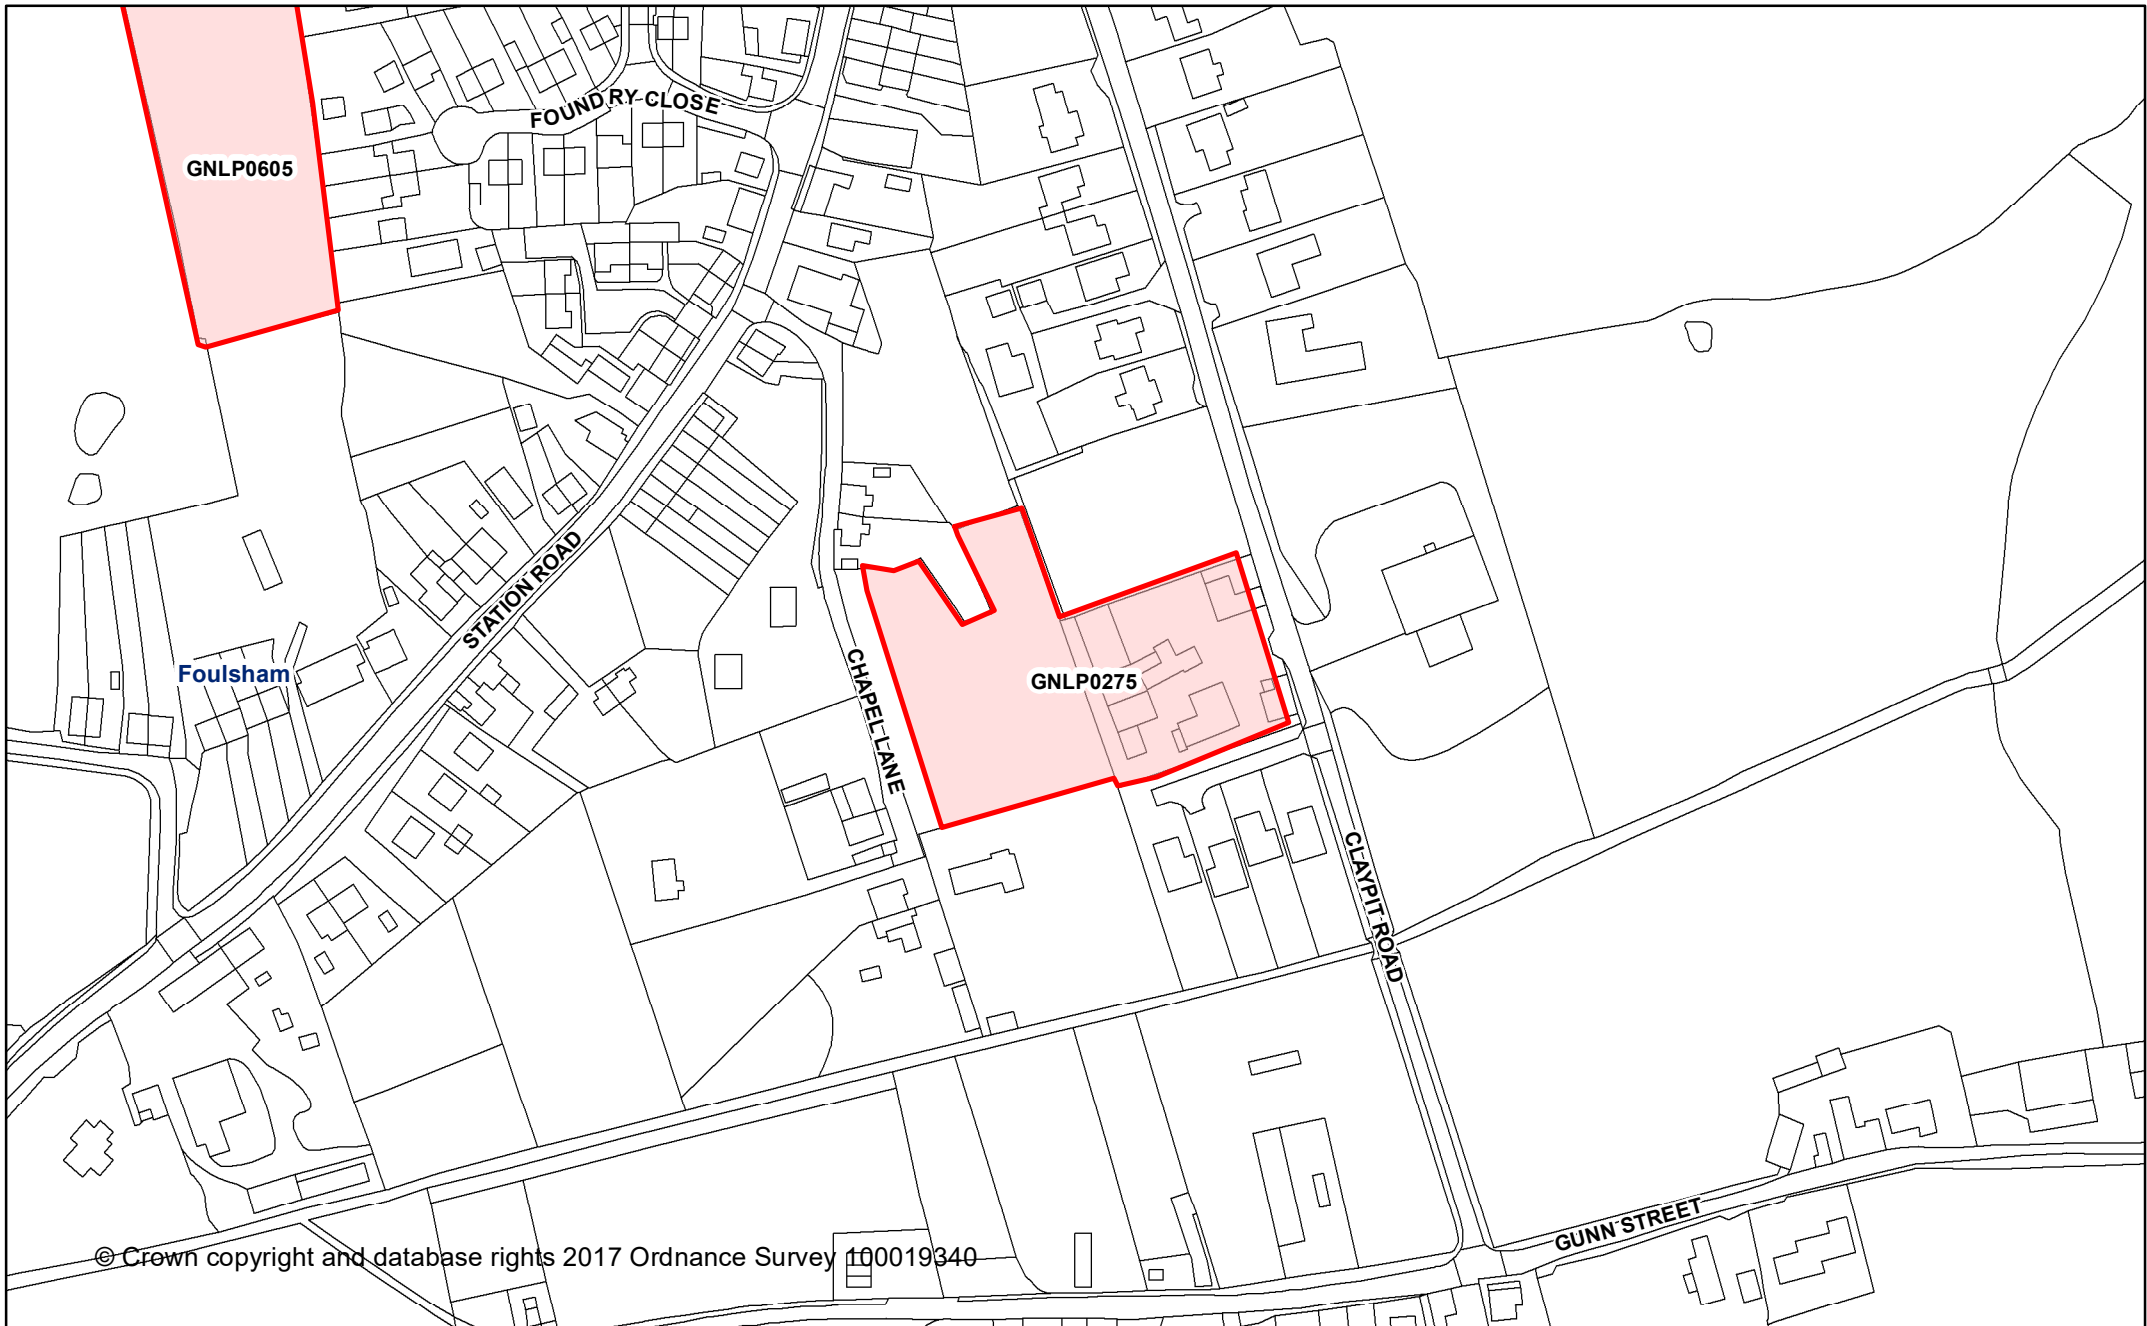 FOUNDRY CLOSE
GNLP0605
STATION ROAD
Foulsham
CHAPEL LANE
GNLP0275
CLAYPIT ROAD
GUNN STREET
© Crown copyright and database rights 2017 Ordnance Survey 100019340